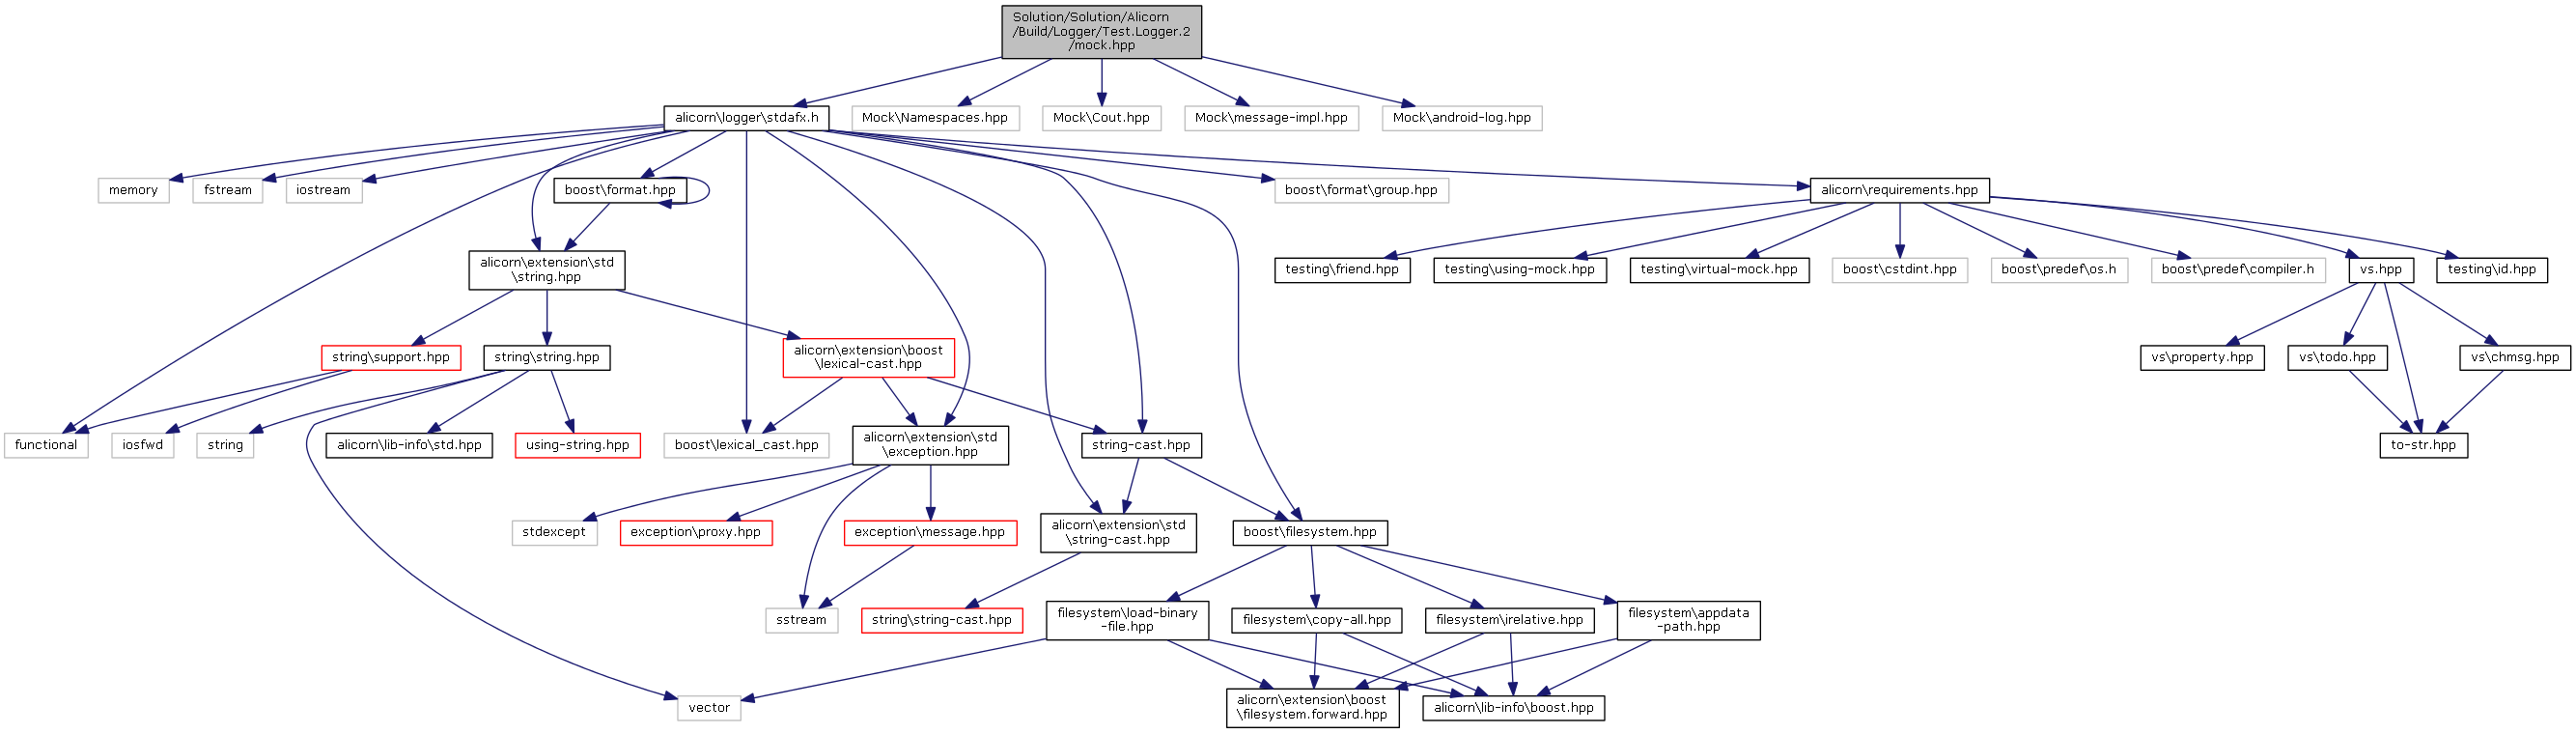 Solution/Solution/Alicorn
/Build/Logger/Test.Logger.2
/mock.hpp
alicorn\logger\stdafx.h
Mock\Namespaces.hpp
Mock\Cout.hpp
Mock\message-impl.hpp
Mock\android-log.hpp
memory
fstream
iostream
boost\format.hpp
boost\format\group.hpp
alicorn\requirements.hpp
alicorn\extension\std
\string.hpp
testing\friend.hpp
testing\using-mock.hpp
testing\virtual-mock.hpp
boost\cstdint.hpp
boost\predef\os.h
boost\predef\compiler.h
vs.hpp
testing\id.hpp
string\support.hpp
string\string.hpp
alicorn\extension\boost
\lexical-cast.hpp
vs\property.hpp
vs\todo.hpp
vs\chmsg.hpp
functional
iosfwd
string
alicorn\lib-info\std.hpp
using-string.hpp
boost\lexical_cast.hpp
alicorn\extension\std
\exception.hpp
string-cast.hpp
to-str.hpp
stdexcept
exception\proxy.hpp
exception\message.hpp
alicorn\extension\std
\string-cast.hpp
boost\filesystem.hpp
sstream
string\string-cast.hpp
filesystem\load-binary
-file.hpp
filesystem\copy-all.hpp
filesystem\irelative.hpp
filesystem\appdata
-path.hpp
vector
alicorn\extension\boost
\filesystem.forward.hpp
alicorn\lib-info\boost.hpp